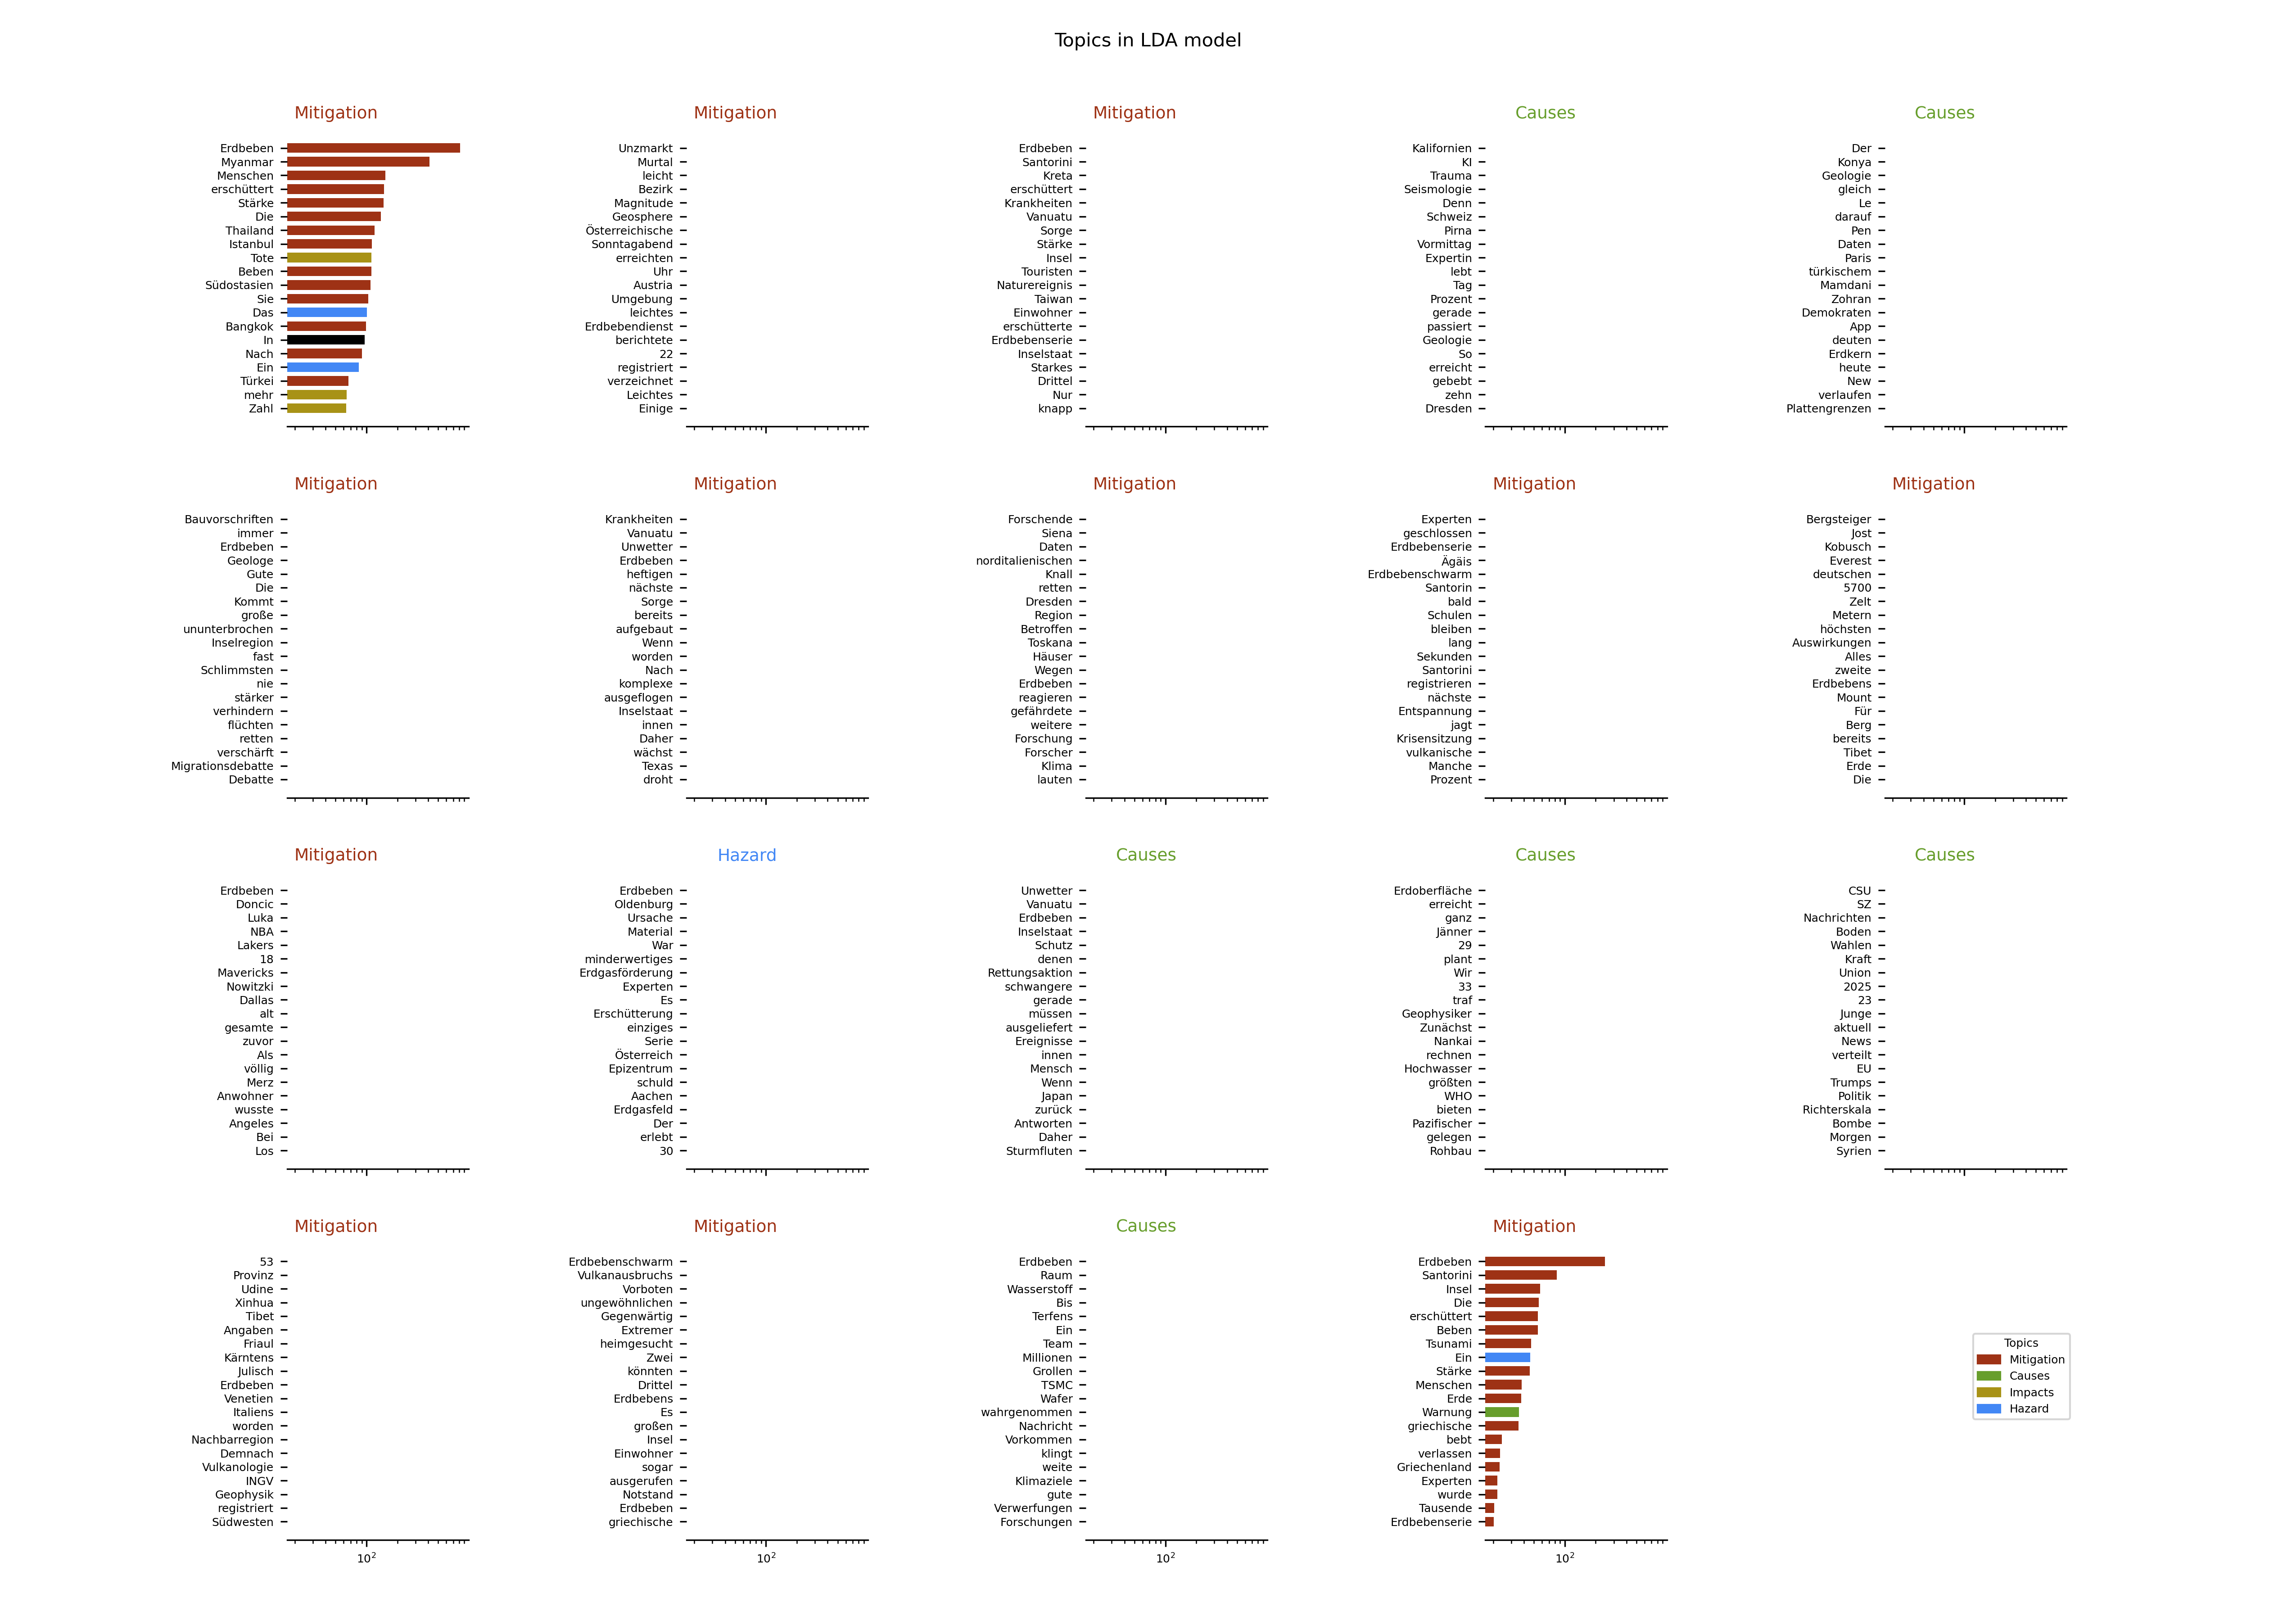 Topics in LDA model
Mitigation
Erdbeben
Myanmar
Menschen
erschüttert
Stärke
Die
Thailand
Istanbul
Tote
Beben
Südostasien
Sie
Das
Bangkok
In
Nach
Ein
Türkei
mehr
Zahl
Mitigation
Unzmarkt
Murtal
leicht
Bezirk
Magnitude
Geosphere
Österreichische
Sonntagabend
erreichten
Uhr
Austria
Umgebung
leichtes
Erdbebendienst
berichtete
22
registriert
verzeichnet
Leichtes
Einige
Mitigation
Erdbeben
Santorini
Kreta
erschüttert
Krankheiten
Vanuatu
Sorge
Stärke
Insel
Touristen
Naturereignis
Taiwan
Einwohner
erschütterte
Erdbebenserie
Inselstaat
Starkes
Drittel
Nur
knapp
Causes
Kalifornien
KI
Trauma
Seismologie
Denn
Schweiz
Pirna
Vormittag
Expertin
lebt
Tag
Prozent
gerade
passiert
Geologie
So
erreicht
gebebt
zehn
Dresden
Causes
Der
Konya
Geologie
gleich
Le
darauf
Pen
Daten
Paris
türkischem
Mamdani
Zohran
Demokraten
App
deuten
Erdkern
heute
New
verlaufen
Plattengrenzen
Mitigation
Bauvorschriften
immer
Erdbeben
Geologe
Gute
Die
Kommt
große
ununterbrochen
Inselregion
fast
Schlimmsten
nie
stärker
verhindern
flüchten
retten
verschärft
Migrationsdebatte
Debatte
Mitigation
Krankheiten
Vanuatu
Unwetter
Erdbeben
heftigen
nächste
Sorge
bereits
aufgebaut
Wenn
worden
Nach
komplexe
ausgeflogen
Inselstaat
innen
Daher
wächst
Texas
droht
Mitigation
Forschende
Siena
Daten
norditalienischen
Knall
retten
Dresden
Region
Betroffen
Toskana
Häuser
Wegen
Erdbeben
reagieren
gefährdete
weitere
Forschung
Forscher
Klima
lauten
Mitigation
Experten
geschlossen
Erdbebenserie
Ägäis
Erdbebenschwarm
Santorin
bald
Schulen
bleiben
lang
Sekunden
Santorini
registrieren
nächste
Entspannung
jagt
Krisensitzung
vulkanische
Manche
Prozent
Mitigation
Bergsteiger
Jost
Kobusch
Everest
deutschen
5700
Zelt
Metern
höchsten
Auswirkungen
Alles
zweite
Erdbebens
Mount
Für
Berg
bereits
Tibet
Erde
Die
Mitigation
Erdbeben
Doncic
Luka
NBA
Lakers
18
Mavericks
Nowitzki
Dallas
alt
gesamte
zuvor
Als
völlig
Merz
Anwohner
wusste
Angeles
Bei
Los
Hazard
Erdbeben
Oldenburg
Ursache
Material
War
minderwertiges
Erdgasförderung
Experten
Es
Erschütterung
einziges
Serie
Österreich
Epizentrum
schuld
Aachen
Erdgasfeld
Der
erlebt
30
Causes
Unwetter
Vanuatu
Erdbeben
Inselstaat
Schutz
denen
Rettungsaktion
schwangere
gerade
müssen
ausgeliefert
Ereignisse
innen
Mensch
Wenn
Japan
zurück
Antworten
Daher
Sturmfluten
Causes
Erdoberfläche
erreicht
ganz
Jänner
29
plant
Wir
33
traf
Geophysiker
Zunächst
Nankai
rechnen
Hochwasser
größten
WHO
bieten
Pazifischer
gelegen
Rohbau
Causes
CSU
SZ
Nachrichten
Boden
Wahlen
Kraft
Union
2025
23
Junge
aktuell
News
verteilt
EU
Trumps
Politik
Richterskala
Bombe
Morgen
Syrien
Mitigation
53
Provinz
Udine
Xinhua
Tibet
Angaben
Friaul
Kärntens
Julisch
Erdbeben
Venetien
Italiens
worden
Nachbarregion
Demnach
Vulkanologie
INGV
Geophysik
registriert
Südwesten
10²
Mitigation
Erdbebenschwarm
Vulkanausbruchs
Vorboten
ungewöhnlichen
Gegenwärtig
Extremer
heimgesucht
Zwei
könnten
Drittel
Erdbebens
Es
großen
Insel
Einwohner
sogar
ausgerufen
Notstand
Erdbeben
griechische
10²
Causes
Erdbeben
Raum
Wasserstoff
Bis
Terfens
Ein
Team
Millionen
Grollen
TSMC
Wafer
wahrgenommen
Nachricht
Vorkommen
klingt
weite
Klimaziele
gute
Verwerfungen
Forschungen
10²
Mitigation
Erdbeben
Santorini
Insel
Die
erschüttert
Beben
Tsunami
Ein
Stärke
Menschen
Erde
Warnung
griechische
bebt
verlassen
Griechenland
Experten
wurde
Tausende
Erdbebenserie
10²
Topics
Mitigation
Causes
Impacts
Hazard